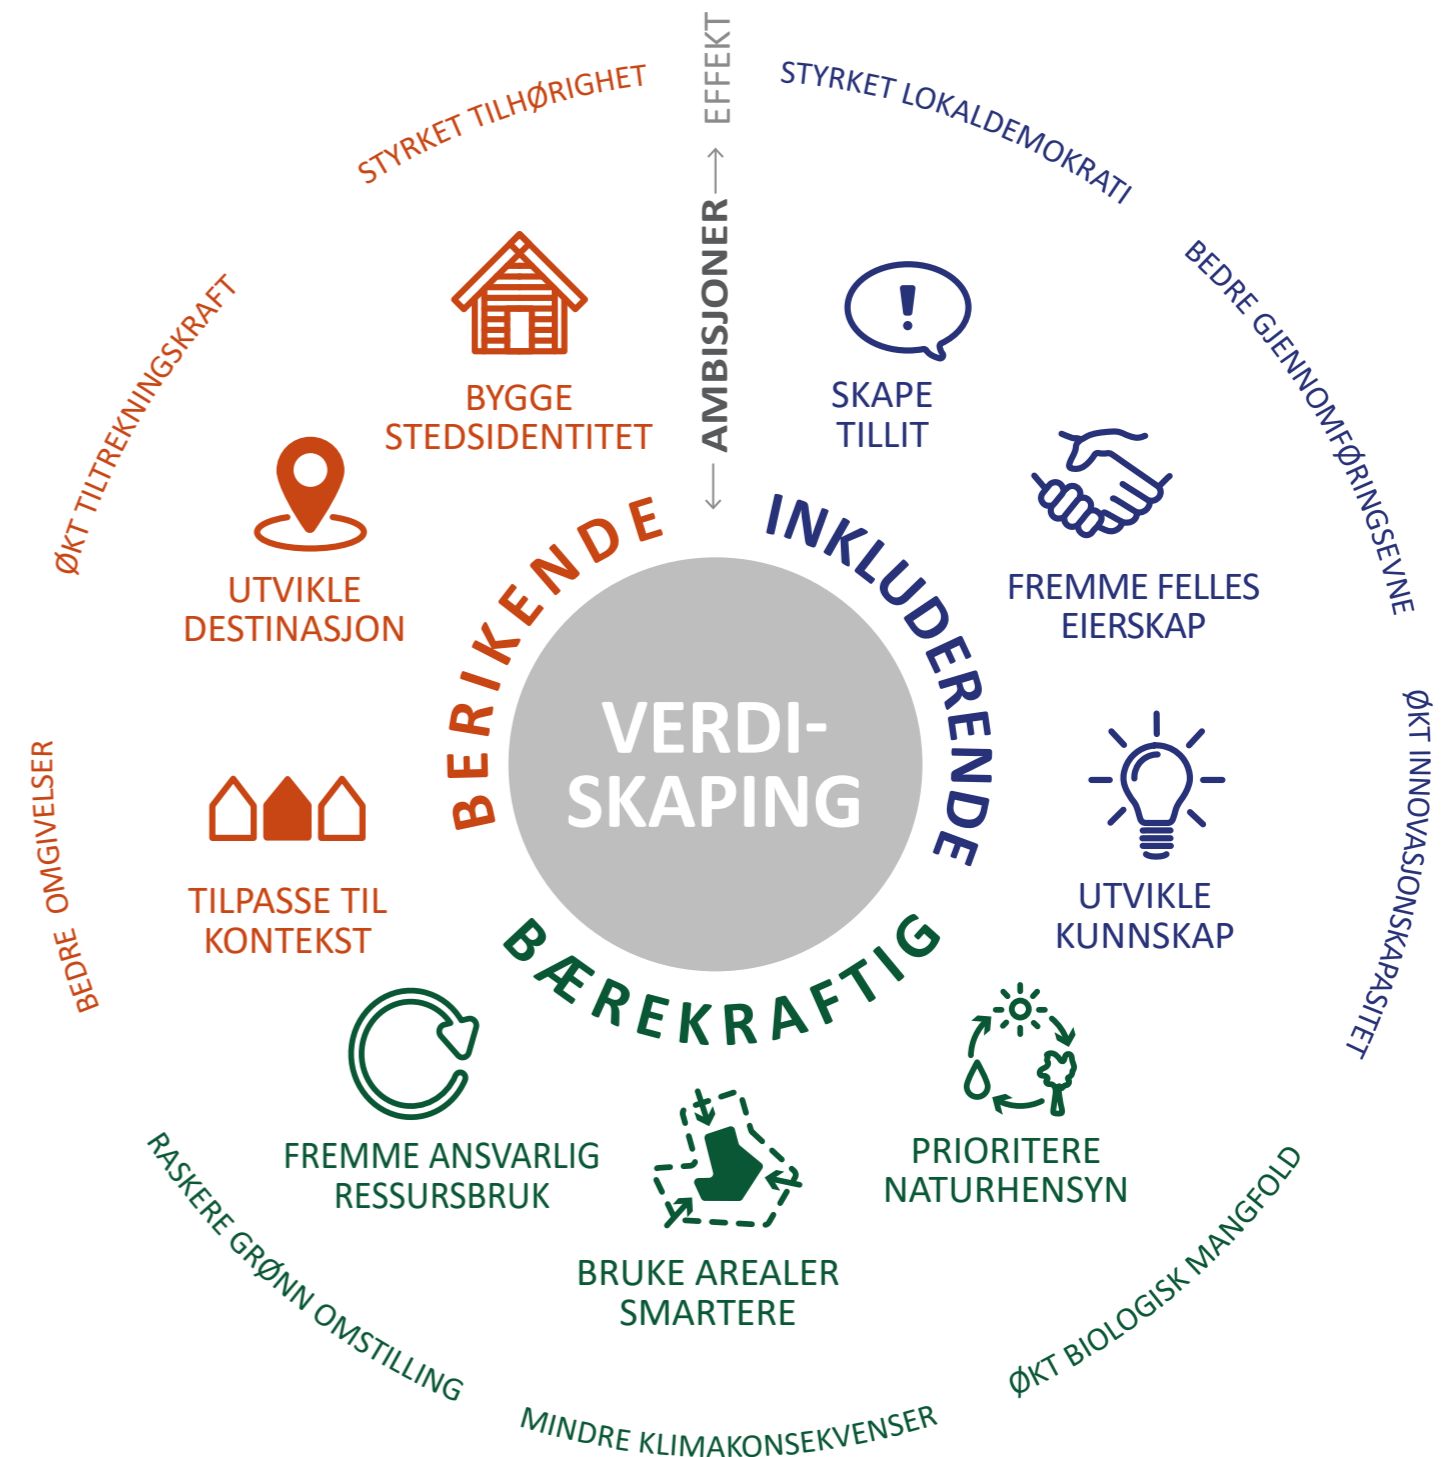 EFFEKT
AMBISJONER
STYRKET TILHØRIGHET
STYRKET LOKALDEMOKRATI
ØKT TILTREKNINGSKRAFT
BEDRE GJENNOMFØRINGSEVNE
BYGGE
STEDSIDENTITET
SKAPE
TILLIT
UTVIKLE
DESTINASJON
FREMME FELLES
EIERSKAP
BERIKENDE
INKLUDERENDE
VERDI-
SKAPING
BEDRE OMGIVELSER
ØKT INNOVASJONSKAPASITET
TILPASSE TIL
KONTEKST
UTVIKLE
KUNNSKAP
BÆREKRAFTIG
FREMME ANSVARLIG
RESSURSBRUK
PRIORITERE
NATURHENSYN
BRUKE AREALER
SMARTERE
RASKERE GRØNN OMSTILLING
ØKT BIOLOGISK MANGFOLD
MINDRE KLIMAKONSEKVENSER